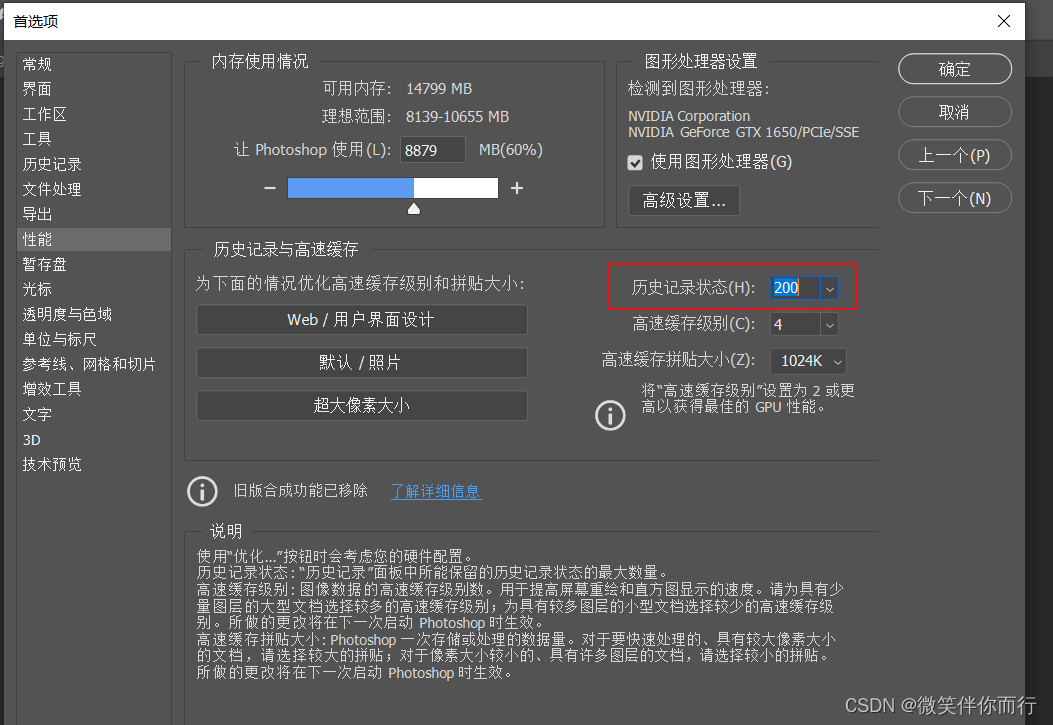 首选项
常规
界面
工作区
工具
历史记录
文件处理
导出
性能
暂存盘
光标
透明度与色域
单位与标尺
参考线、网格和切片
增效工具
文字
3D
技术预览
内存使用情况
可用内存: 14799 MB
理想范围: 8139-10655 MB
让 Photoshop 使用(L): 8879 MB(60%)
图形处理器设置
检测到图形处理器:
NVIDIA Corporation
NVIDIA GeForce GTX 1650/PCIe/SSE
使用图形处理器(G)
高级设置...
确定
取消
上一个(P)
下一个(N)
历史记录与高速缓存
为下面的情况优化高速缓存级别和拼贴大小:
Web / 用户界面设计
默认 / 照片
超大像素大小
历史记录状态(H): 200
高速缓存级别(C): 4
高速缓存拼贴大小(Z): 1024K
将“高速缓存级别”设置为 2 或更
高以获得最佳的 GPU 性能。
旧版合成功能已移除 了解详细信息
说明
使用“优化...”按钮时会考虑您的硬件配置。
历史记录状态: “历史记录”面板中所能保留的历史记录状态的最大数量。
高速缓存级别: 图像数据的高速缓存级别数。用于提高屏幕重绘和直方图显示的速度。请为具有少
量图层的大型文档选择较多的高速缓存级别；为具有较多图层的小型文档选择较少的高速缓存级
别。所做的更改将在下一次启动 Photoshop 时生效。
高速缓存拼贴大小: Photoshop 一次存储或处理的数据量。对于要快速处理的、具有较大像素大小
的文档，请选择较大的拼贴；对于像素大小较小的、具有许多图层的文档，请选择较小的拼贴。
所做的更改将在下一次启动 Photoshop 时生效。
CSDN @微笑伴你而行